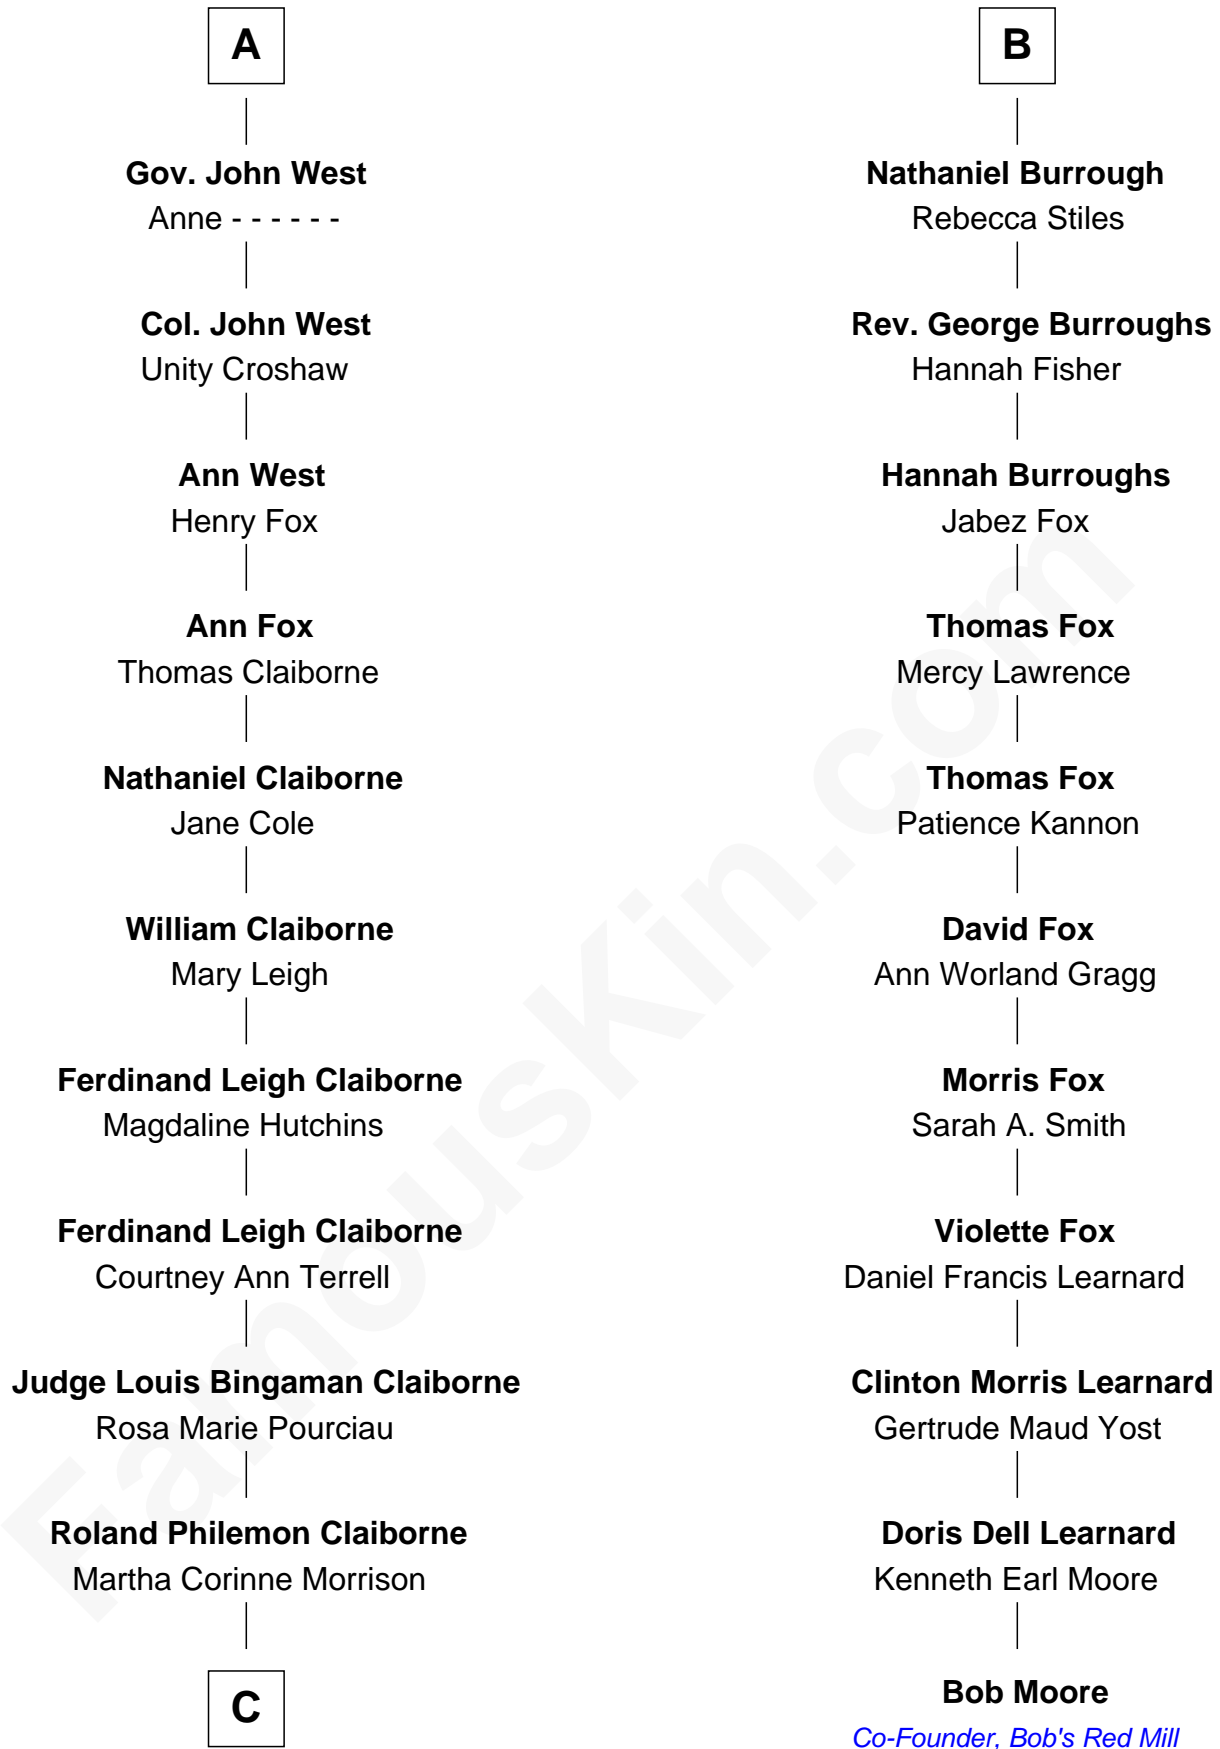 A
Gov. John West
Anne - - - - - -
Col. John West
Unity Croshaw
Ann West
Henry Fox
Ann Fox
Thomas Claiborne
Nathaniel Claiborne
Jane Cole
William Claiborne
Mary Leigh
Ferdinand Leigh Claiborne
Magdaline Hutchins
Ferdinand Leigh Claiborne
Courtney Ann Terrell
Judge Louis Bingaman Claiborne
Rosa Marie Pourciau
Roland Philemon Claiborne
Martha Corinne Morrison
C
B
Nathaniel Burrough
Rebecca Stiles
Rev. George Burroughs
Hannah Fisher
Hannah Burroughs
Jabez Fox
Thomas Fox
Mercy Lawrence
Thomas Fox
Patience Kannon
David Fox
Ann Worland Gragg
Morris Fox
Sarah A. Smith
Violette Fox
Daniel Francis Learnard
Clinton Morris Learnard
Gertrude Maud Yost
Doris Dell Learnard
Kenneth Earl Moore
Bob Moore
Co-Founder, Bob's Red Mill
FamousKin.com